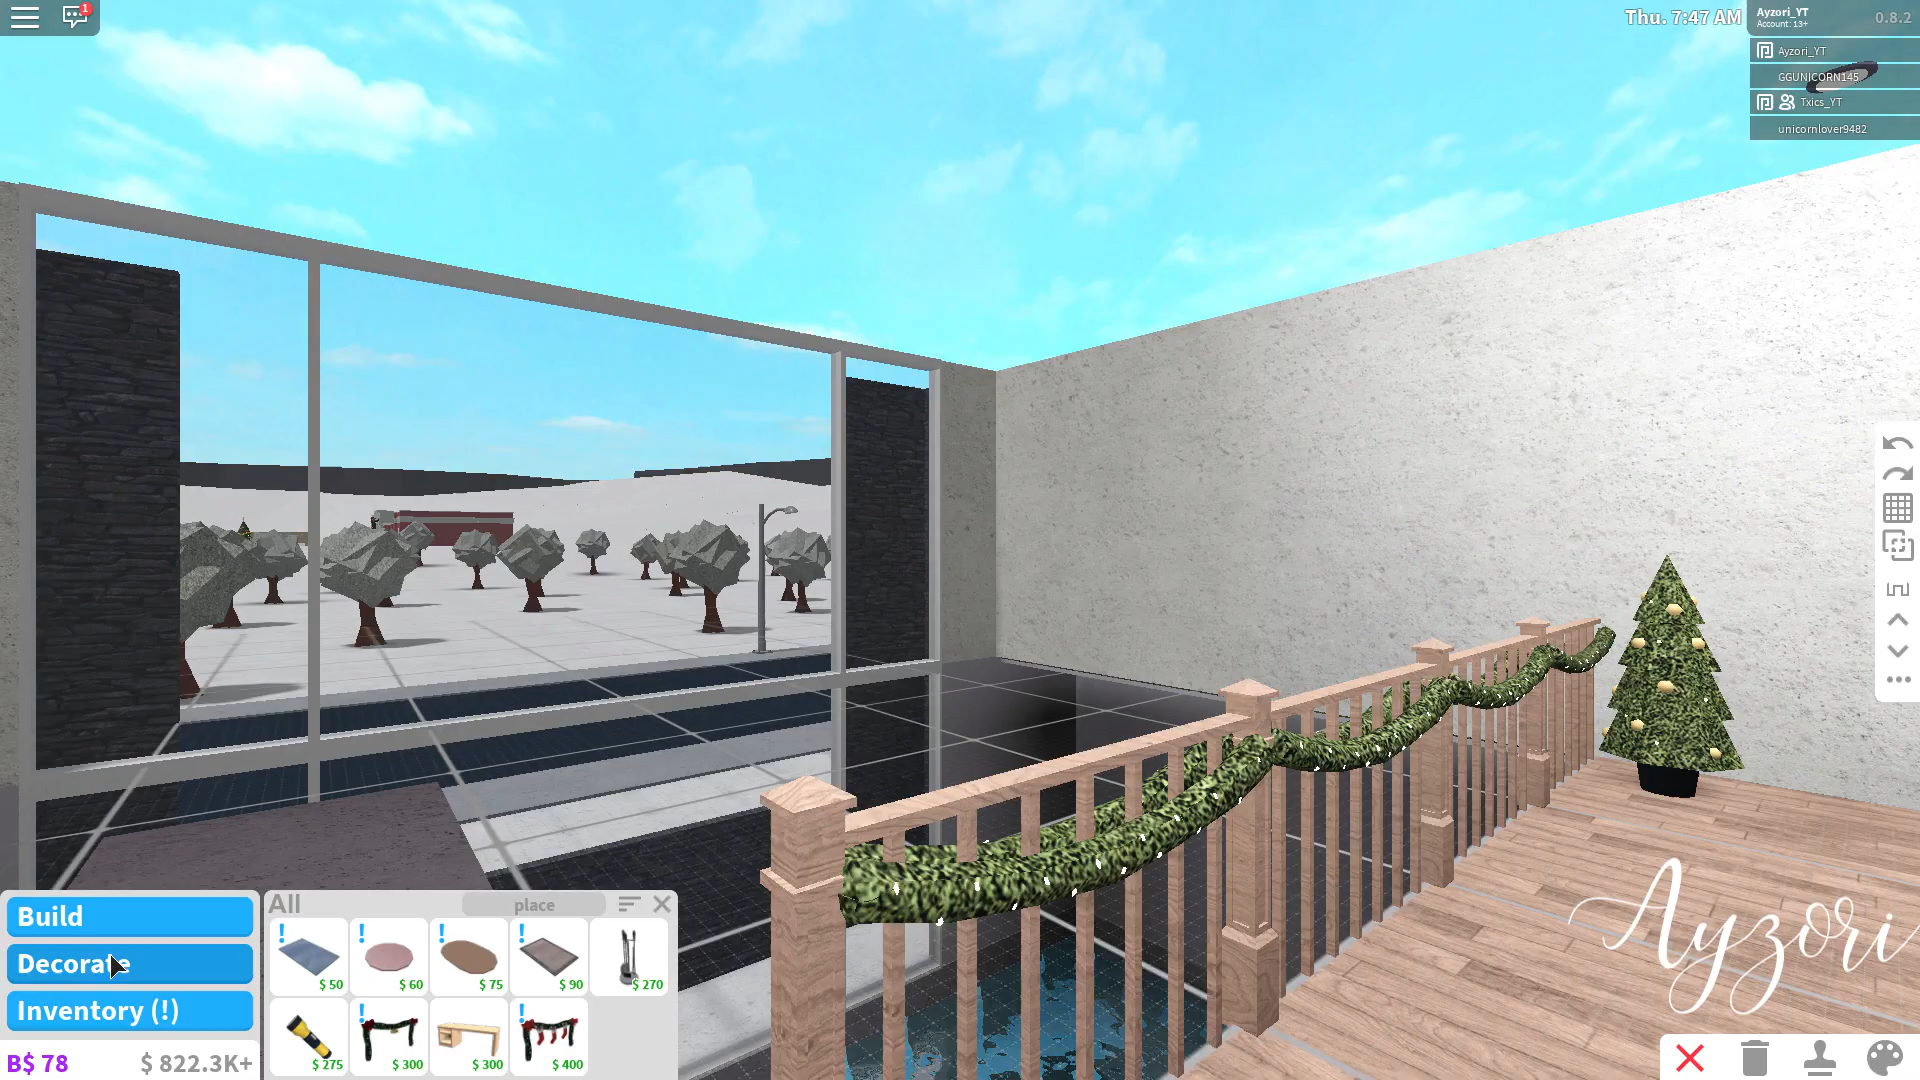 1
Thu. 7:47 AM
Ayzori_YT
Account: 13+
0.8.2
Ayzori_YT
GGUNICORN145
Txics_YT
unicornlover9482
Build
Decorate
Inventory (!)
B$ 78
$ 822.3K+
All
place
! ! ! !
$ 50 $ 60 $ 75 $ 90 $ 270
! !
$ 275 $ 300 $ 300 $ 400
Ayzori